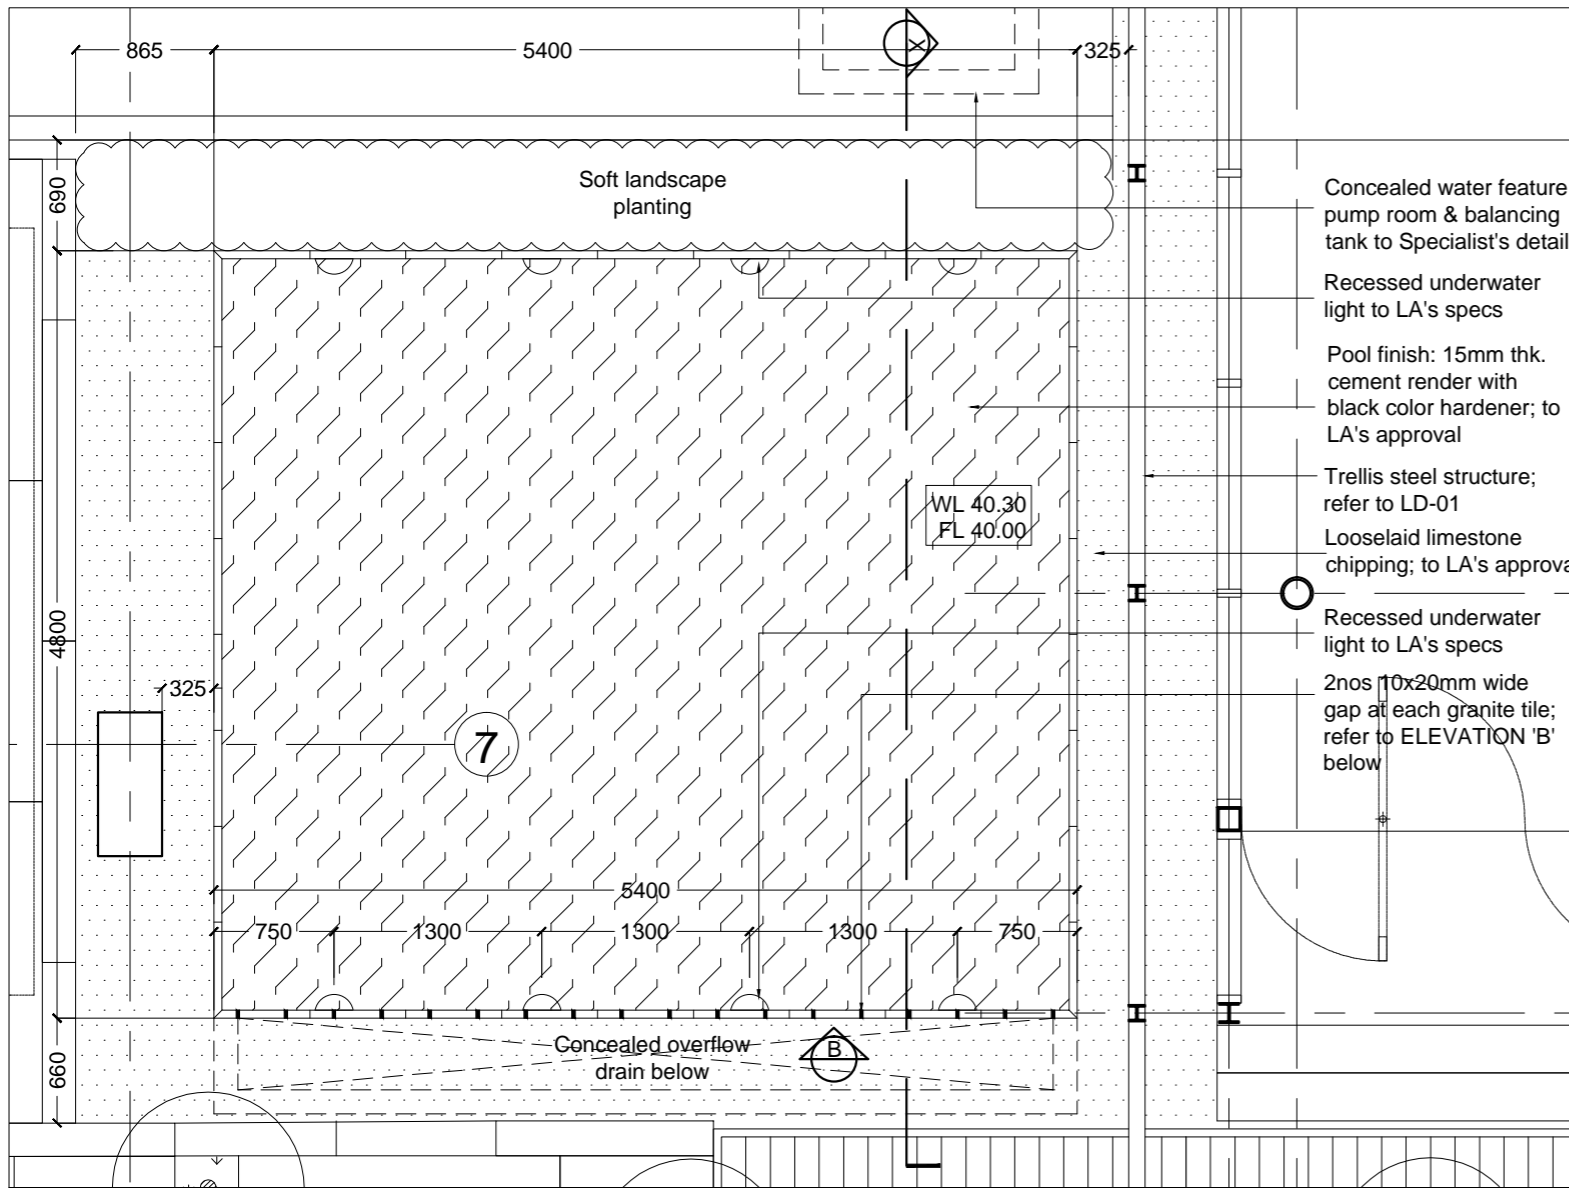 865
5400
325
X
690
Soft landscape
planting
Concealed water feature
pump room & balancing
tank to Specialist's detail
Recessed underwater
light to LA's specs
Pool finish: 15mm thk.
cement render with
black color hardener; to
LA's approval
Trellis steel structure;
refer to LD-01
WL 40.30
FL 40.00
Looselaid limestone
chipping; to LA's approva
4800
Recessed underwater
light to LA's specs
325
2nos 10x20mm wide
gap at each granite tile;
refer to ELEVATION 'B'
below
7
5400
750
1300
1300
1300
750
Concealed overflow
drain below
B
660